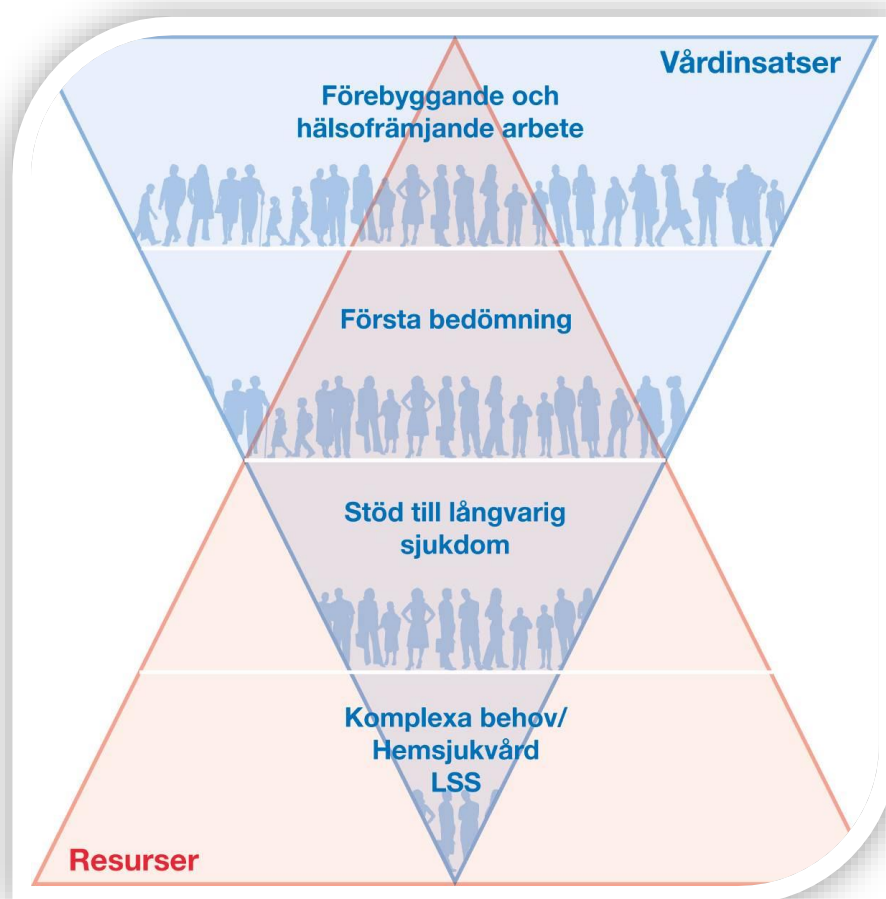 Vårdinsatser
Förebyggande och
hälsofrämjande arbete
Första bedömning
Stöd till långvarig
sjukdom
Komplexa behov/
Hemsjukvård
LSS
Resurser